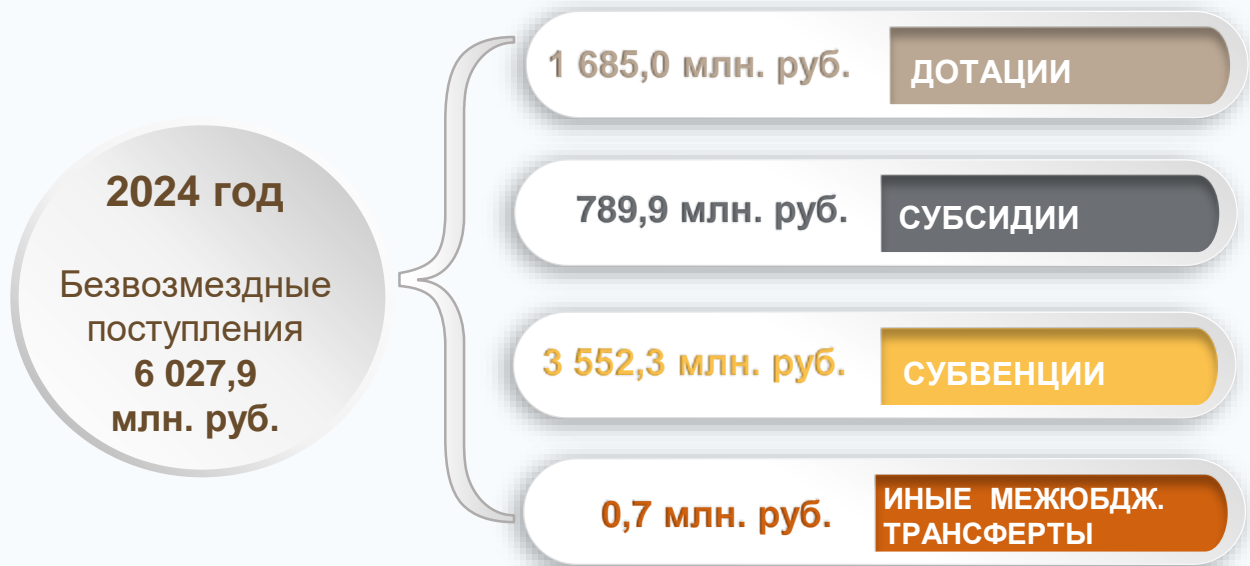 2024 год
Безвозмездные
поступления
6 027,9
млн. руб.
1 685,0 млн. руб. ДОТАЦИИ
789,9 млн. руб. СУБСИДИИ
3 552,3 млн. руб. СУБВЕНЦИИ
0,7 млн. руб. ИНЫЕ МЕЖЮБДЖ.
ТРАНСФЕРТЫ